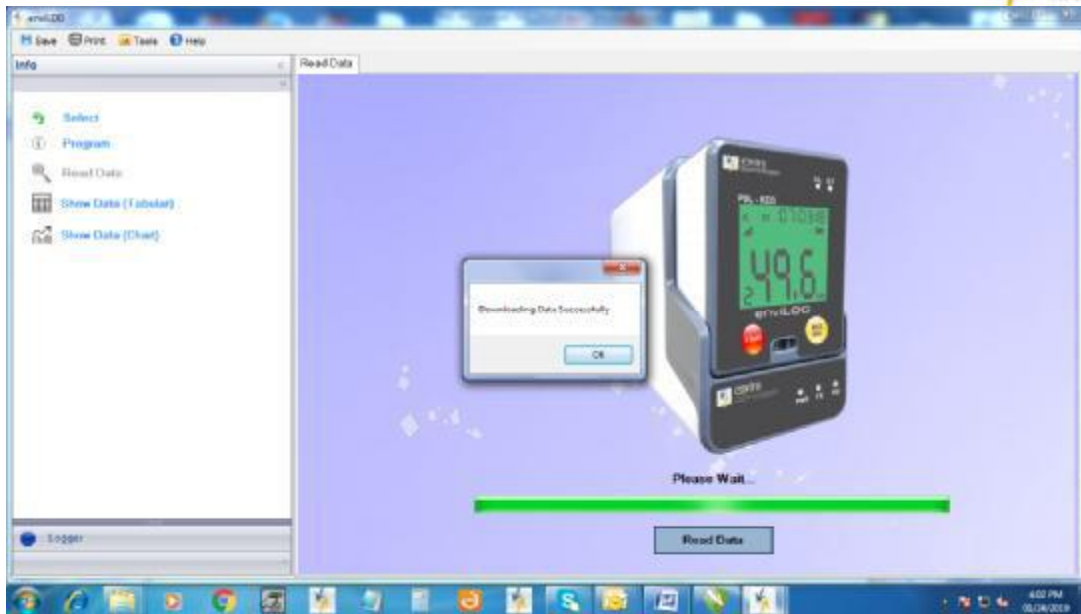 enviLOG
Save Print Tools Help
Info
Read Data
Select
Program
Read Data
Show Data (Tabular)
Show Data (Chart)
Downloading Data Successfully
OK
49.6
2
enviLOG
Please Wait...
Read Data
Logger
4:02 PM